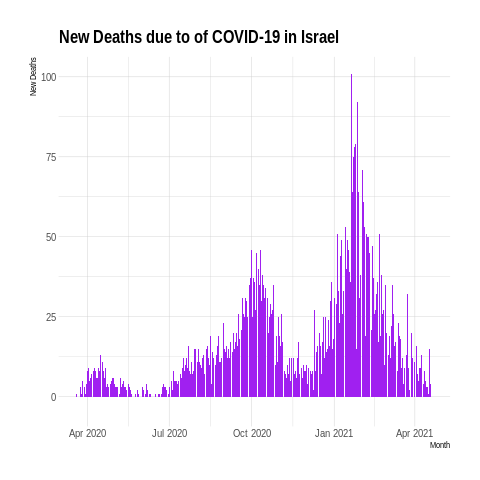 New Deaths due to of COVID-19 in Israel
New Deaths
100
75
50
25
0
Apr 2020 Jul 2020 Oct 2020 Jan 2021 Apr 2021
Month